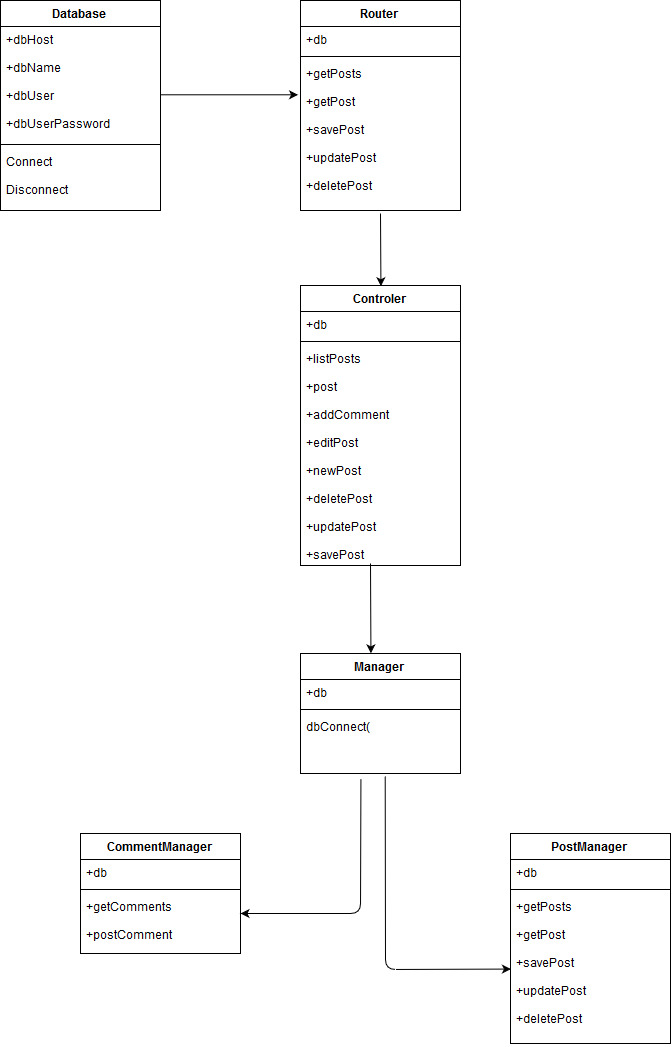 Database
+dbHost
+dbName
+dbUser
+dbUserPassword
Connect
Disconnect
Router
+db
+getPosts
+getPost
+savePost
+updatePost
+deletePost
Controler
+db
+listPosts
+post
+addComment
+editPost
+newPost
+deletePost
+updatePost
+savePost
Manager
+db
dbConnect(
CommentManager
+db
+getComments
+postComment
PostManager
+db
+getPosts
+getPost
+savePost
+updatePost
+deletePost